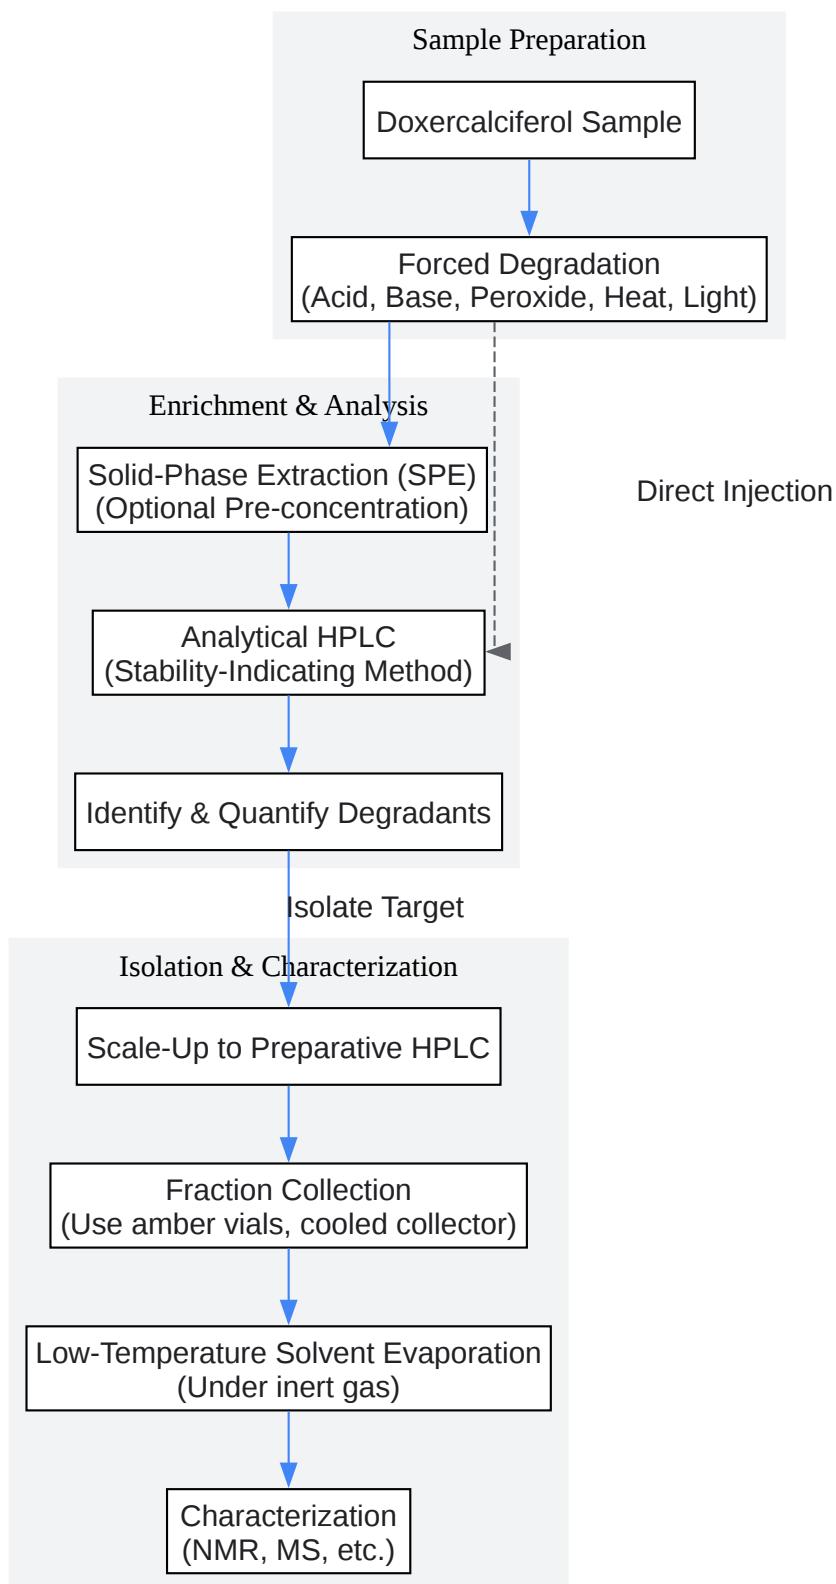 Sample Preparation
Doxercalciferol Sample
Forced Degradation
(Acid, Base, Peroxide, Heat, Light)
Enrichment & Analysis
Solid-Phase Extraction (SPE)
(Optional Pre-concentration)
Direct Injection
Analytical HPLC
(Stability-Indicating Method)
Identify & Quantify Degradants
Isolate Target
Isolation & Characterization
Scale-Up to Preparative HPLC
Fraction Collection
(Use amber vials, cooled collector)
Low-Temperature Solvent Evaporation
(Under inert gas)
Characterization
(NMR, MS, etc.)